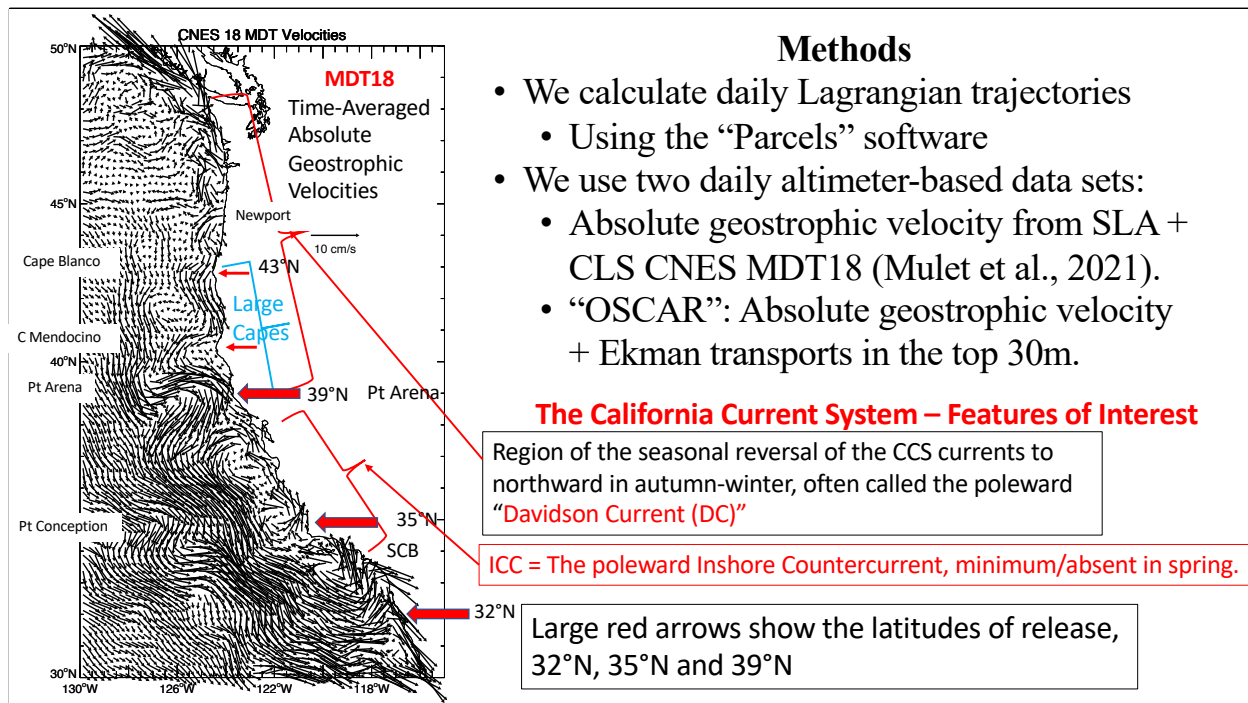 CNES 18 MDT Velocities
50°N
45°N
40°N
30°N
130°W
126°W
122°W
118°W
MDT18
Time-Averaged
Absolute
Geostrophic
Velocities
Newport
10 cm/s
Cape Blanco
43°N
Large
Capes
C Mendocino
Pt Arena
39°N
Pt Arena
Pt Conception
35°N
SCB
32°N
Methods
• We calculate daily Lagrangian trajectories
• Using the “Parcels” software
• We use two daily altimeter-based data sets:
• Absolute geostrophic velocity from SLA +
CLS CNES MDT18 (Mulet et al., 2021).
• “OSCAR”: Absolute geostrophic velocity
+ Ekman transports in the top 30m.
The California Current System – Features of Interest
Region of the seasonal reversal of the CCS currents to
northward in autumn-winter, often called the poleward
“Davidson Current (DC)”
ICC = The poleward Inshore Countercurrent, minimum/absent in spring.
Large red arrows show the latitudes of release,
32°N, 35°N and 39°N